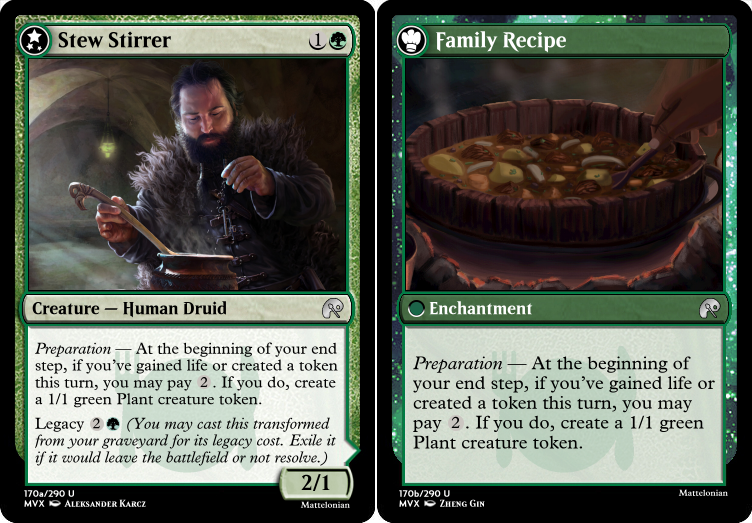 Stew Stirrer 1
Creature — Human Druid
Preparation — At the beginning of your end
step, if you've gained life or created a token
this turn, you may pay 2. If you do, create
a 1/1 green Plant creature token.
Legacy 2 (You may cast this transformed
from your graveyard for its legacy cost. Exile it
if it would leave the battlefield or not resolve.)
2/1
170a/290 U
MVX Aleksander Karcz
Mattelonian
Family Recipe
Enchantment
Preparation — At the beginning of
your end step, if you've gained life or
created a token this turn, you may
pay 2. If you do, create a 1/1 green
Plant creature token.
170b/290 U
MVX Zheng Gin
Mattelonian